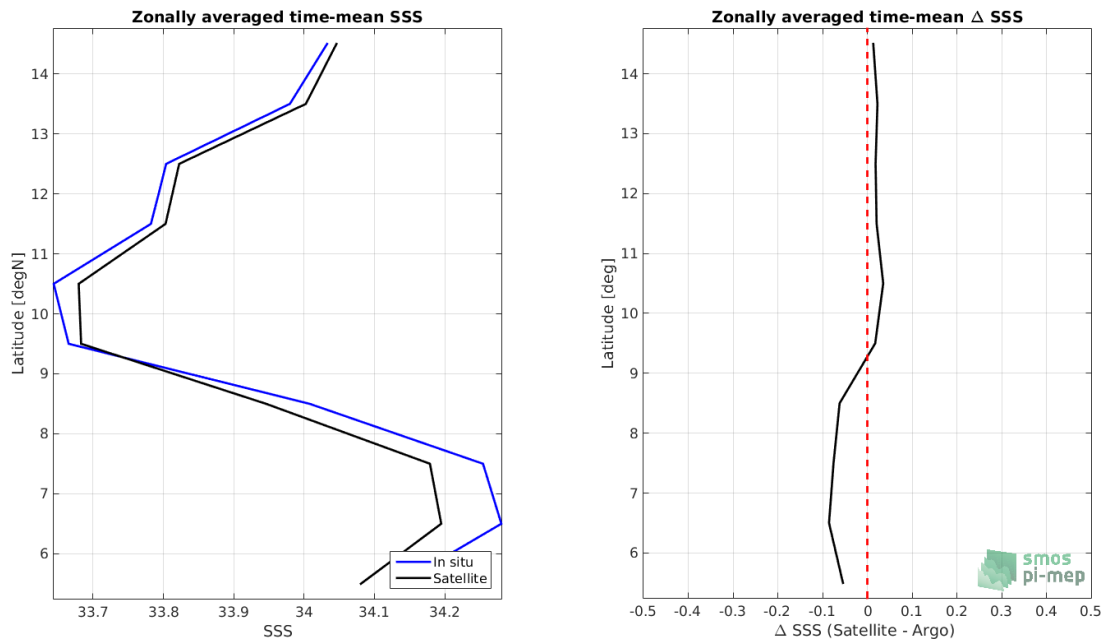 Zonally averaged time-mean SSS
14
13
12
11
10
9
8
7
6
Latitude [degN]
33.7 33.8 33.9 34 34.1 34.2
SSS
In situ
Satellite
Zonally averaged time-mean Δ SSS
14
13
12
11
10
9
8
7
6
Latitude [deg]
-0.5 -0.4 -0.3 -0.2 -0.1 0 0.1 0.2 0.3 0.4 0.5
Δ SSS (Satellite - Argo)
smos
pi-mep